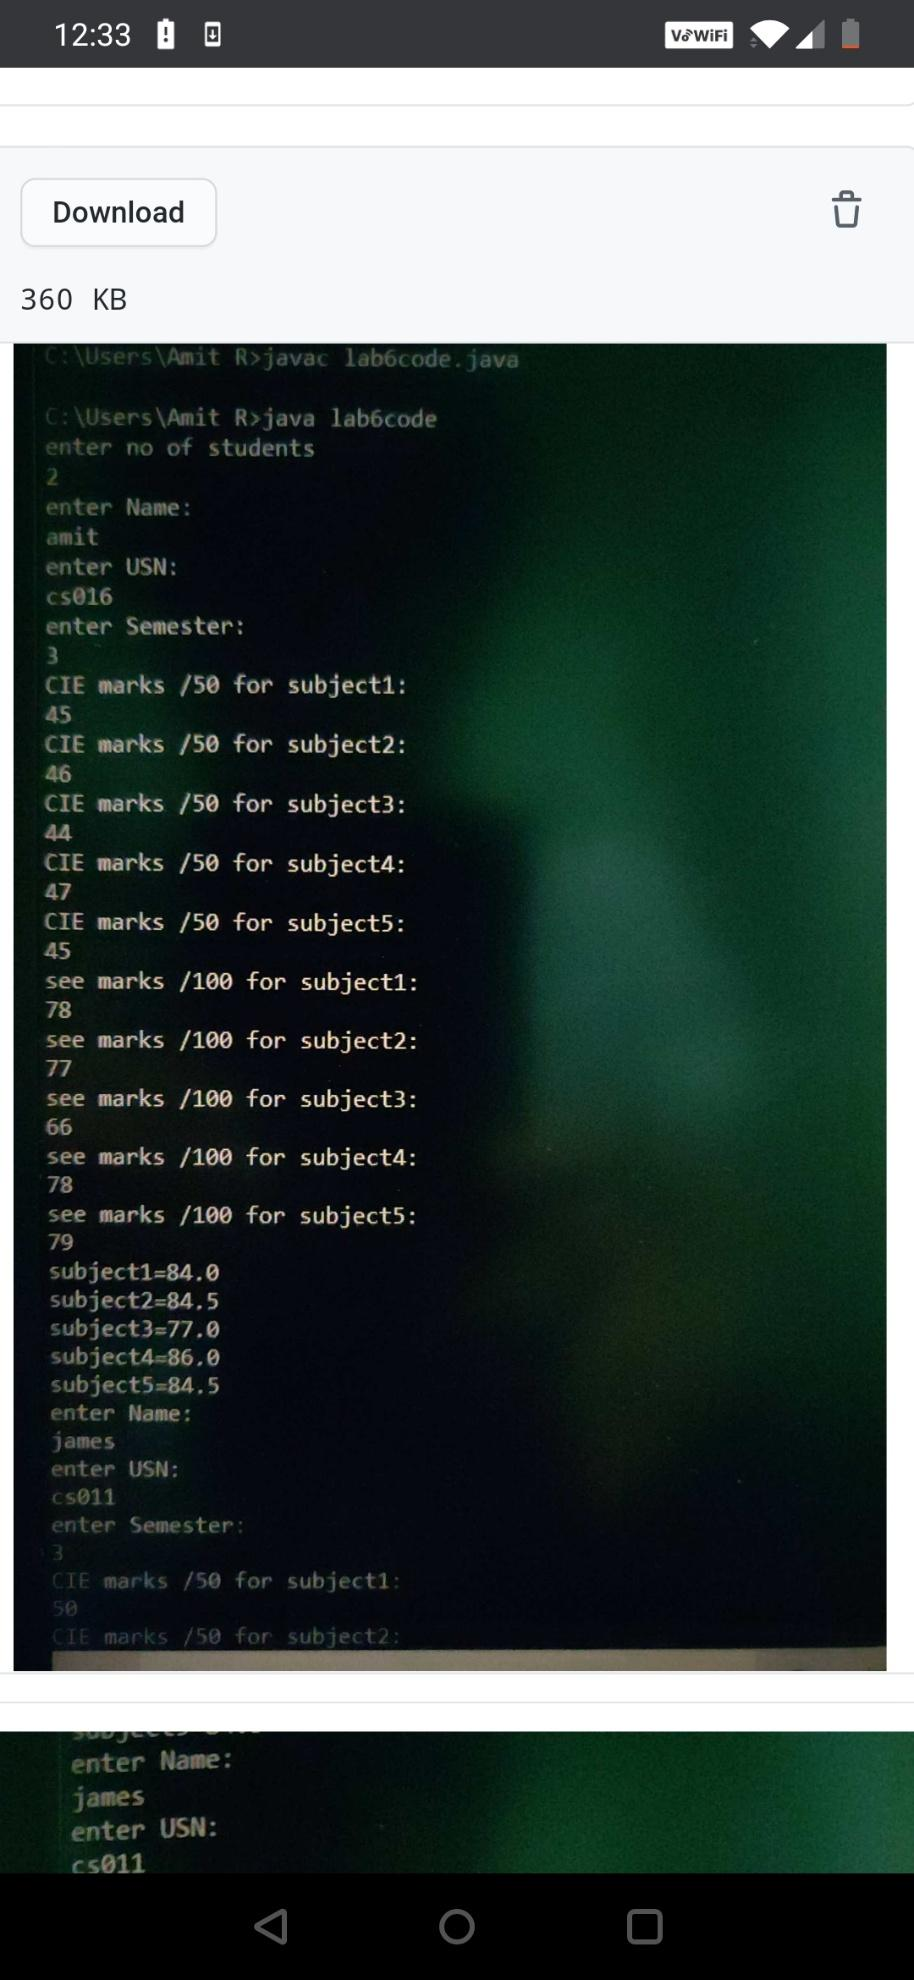 12:33
VoWiFi
Download
360 KB
C:\Users\Amit R>javac lab6code.java
C:\Users\Amit R>java lab6code
enter no of students
2
enter Name:
amit
enter USN:
cs016
enter Semester:
3
CIE marks /50 for subject1:
45
CIE marks /50 for subject2:
46
CIE marks /50 for subject3:
44
CIE marks /50 for subject4:
47
CIE marks /50 for subject5:
45
see marks /100 for subject1:
78
see marks /100 for subject2:
77
see marks /100 for subject3:
66
see marks /100 for subject4:
78
see marks /100 for subject5:
79
subject1=84.0
subject2=84.5
subject3=77.0
subject4=86.0
subject5=84.5
enter Name:
james
enter USN:
cs011
enter Semester:
3
CIE marks /50 for subject1:
50
CIE marks /50 for subject2:
enter Name:
james
enter USN:
cs011